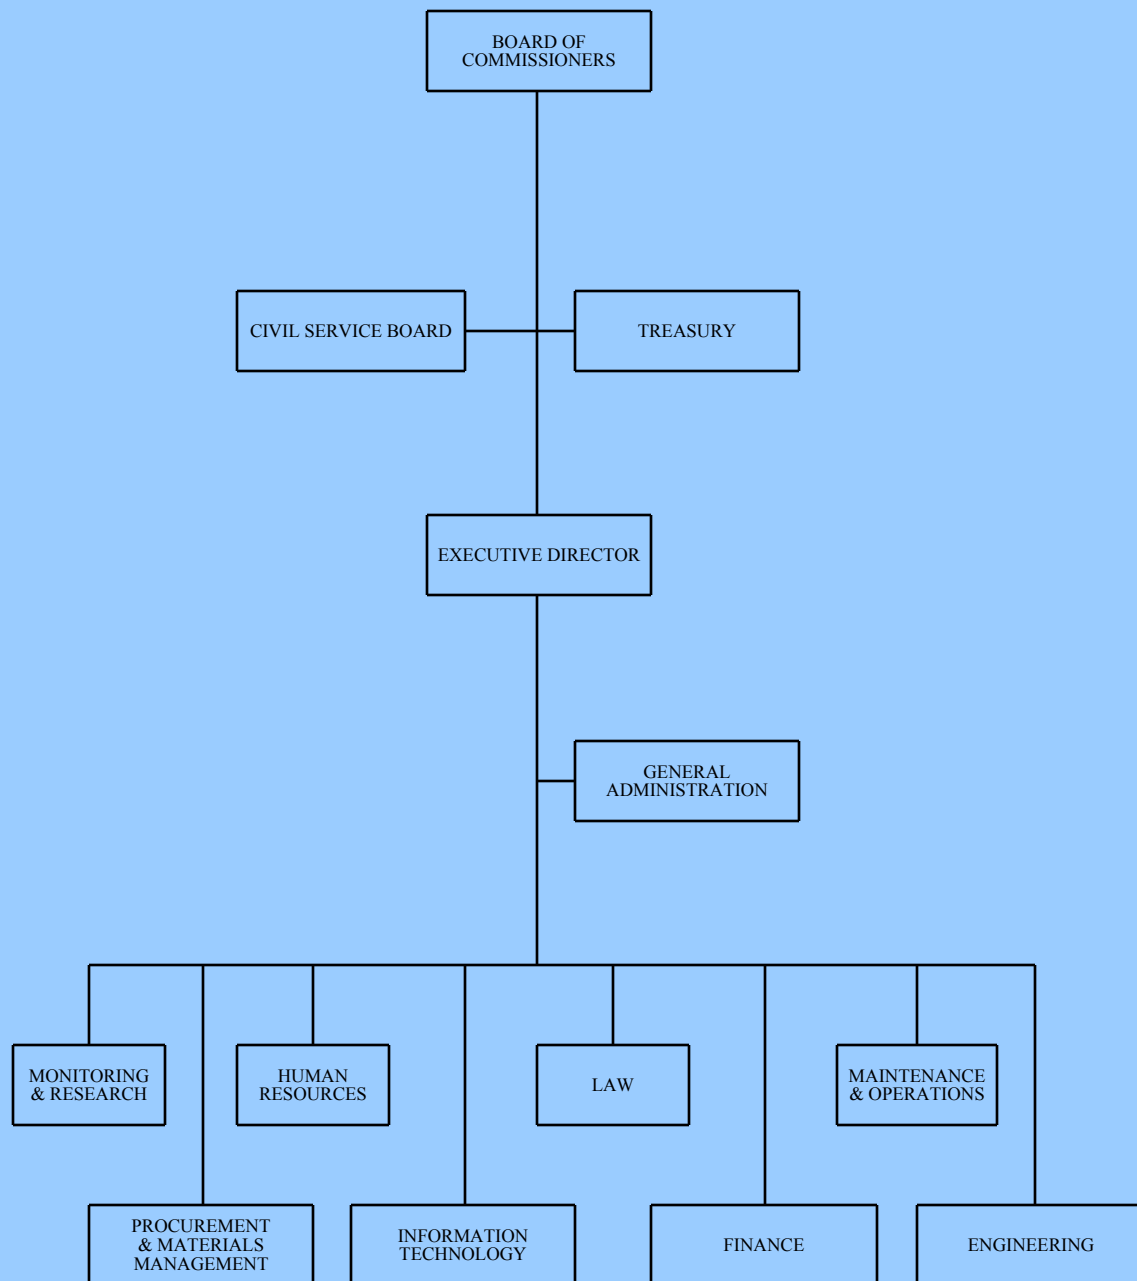 BOARD OF
COMMISSIONERS
CIVIL SERVICE BOARD
TREASURY
EXECUTIVE DIRECTOR
GENERAL
ADMINISTRATION
MONITORING
& RESEARCH
HUMAN
RESOURCES
LAW
MAINTENANCE
& OPERATIONS
PROCUREMENT
& MATERIALS
MANAGEMENT
INFORMATION
TECHNOLOGY
FINANCE
ENGINEERING